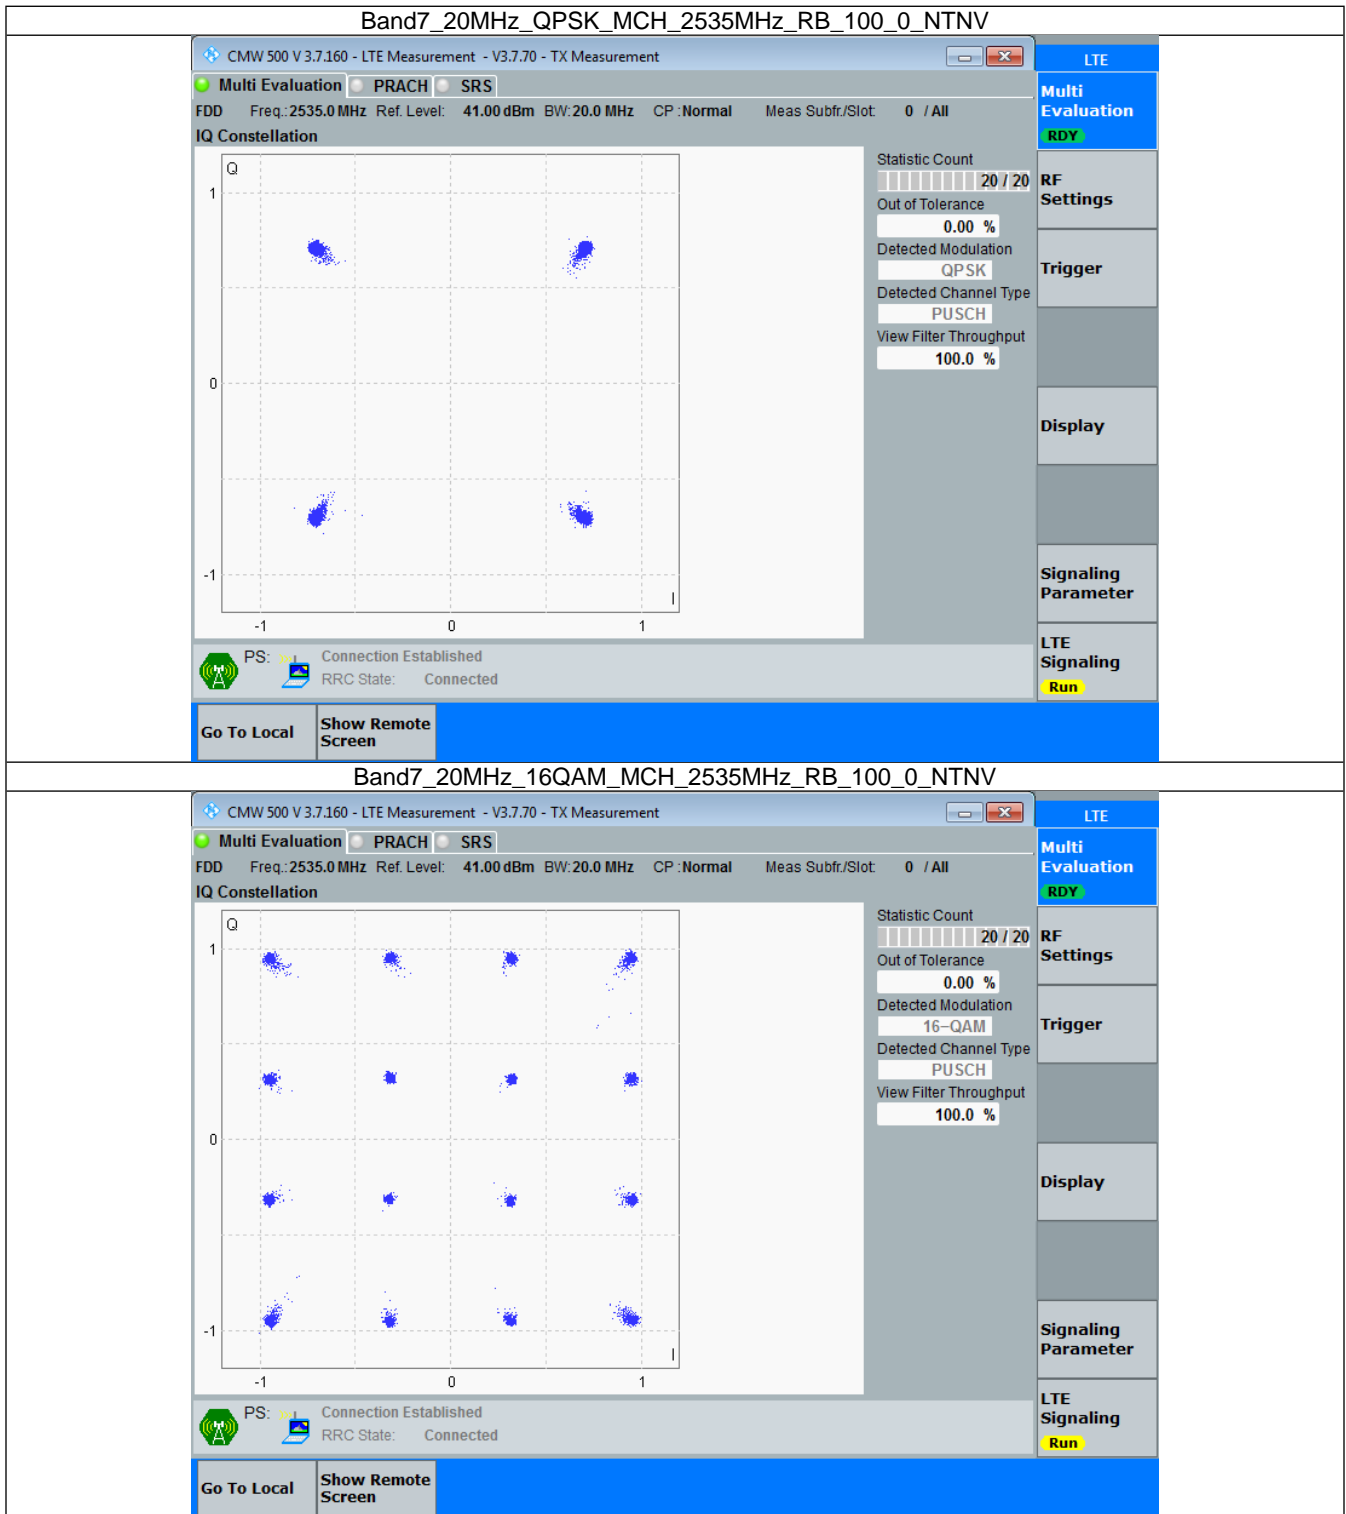 Band7_20MHz_QPSK_MCH_2535MHz_RB_100_0_NTNV
CMW 500 V 3.7.160 - LTE Measurement - V3.7.70 - TX Measurement
LTE
Multi Evaluation PRACH SRS
Multi Evaluation
RDY
FDD Freq.: 2535.0 MHz Ref. Level: 41.00 dBm BW: 20.0 MHz CP : Normal Meas Subfr./Slot: 0 / All
IQ Constellation
Q
1
0
-1
I
-1 0 1
Statistic Count
20 / 20
Out of Tolerance
0.00 %
Detected Modulation
QPSK
Detected Channel Type
PUSCH
View Filter Throughput
100.0 %
RF
Settings
Trigger
Display
Signaling
Parameter
LTE
Signaling
Run
PS: Connection Established
RRC State: Connected
Go To Local
Show Remote
Screen
Band7_20MHz_16QAM_MCH_2535MHz_RB_100_0_NTNV
CMW 500 V 3.7.160 - LTE Measurement - V3.7.70 - TX Measurement
LTE
Multi Evaluation PRACH SRS
Multi Evaluation
RDY
FDD Freq.: 2535.0 MHz Ref. Level: 41.00 dBm BW: 20.0 MHz CP : Normal Meas Subfr./Slot: 0 / All
IQ Constellation
Q
1
0
-1
I
-1 0 1
Statistic Count
20 / 20
Out of Tolerance
0.00 %
Detected Modulation
16-QAM
Detected Channel Type
PUSCH
View Filter Throughput
100.0 %
RF
Settings
Trigger
Display
Signaling
Parameter
LTE
Signaling
Run
PS: Connection Established
RRC State: Connected
Go To Local
Show Remote
Screen